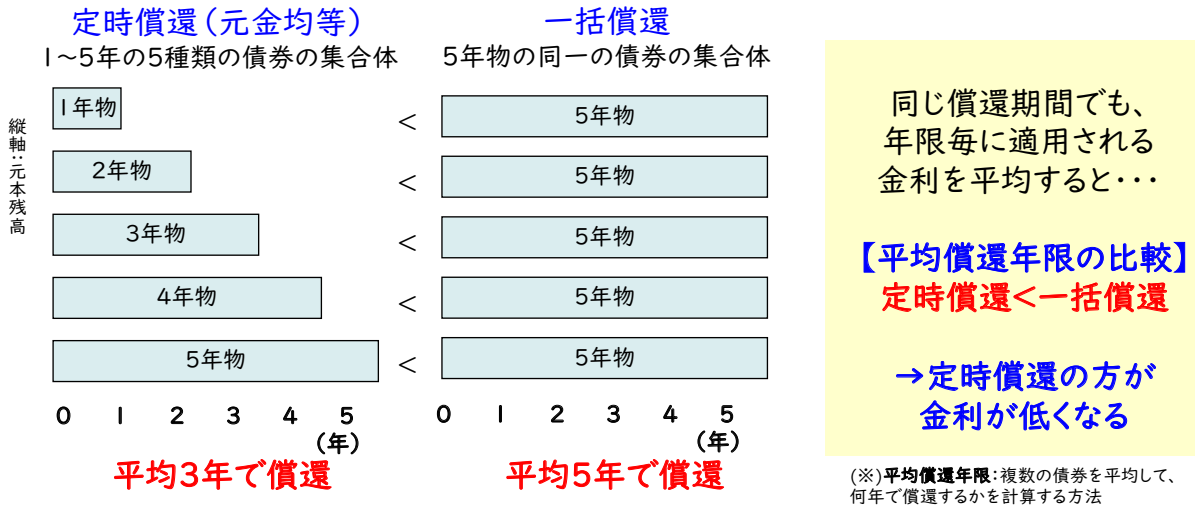 定時償還（元金均等）
1～5年の5種類の債券の集合体
縦軸：元本残高
1年物
2年物
3年物
4年物
5年物
0 1 2 3 4 5
（年）
平均3年で償還
＜
＜
＜
＜
＜
一括償還
5年物の同一の債券の集合体
5年物
5年物
5年物
5年物
5年物
0 1 2 3 4 5
（年）
平均5年で償還
同じ償還期間でも、
年限毎に適用される
金利を平均すると・・・
【平均償還年限の比較】
定時償還＜一括償還
→定時償還の方が
金利が低くなる
(※)平均償還年限：複数の債券を平均して、
何年で償還するかを計算する方法